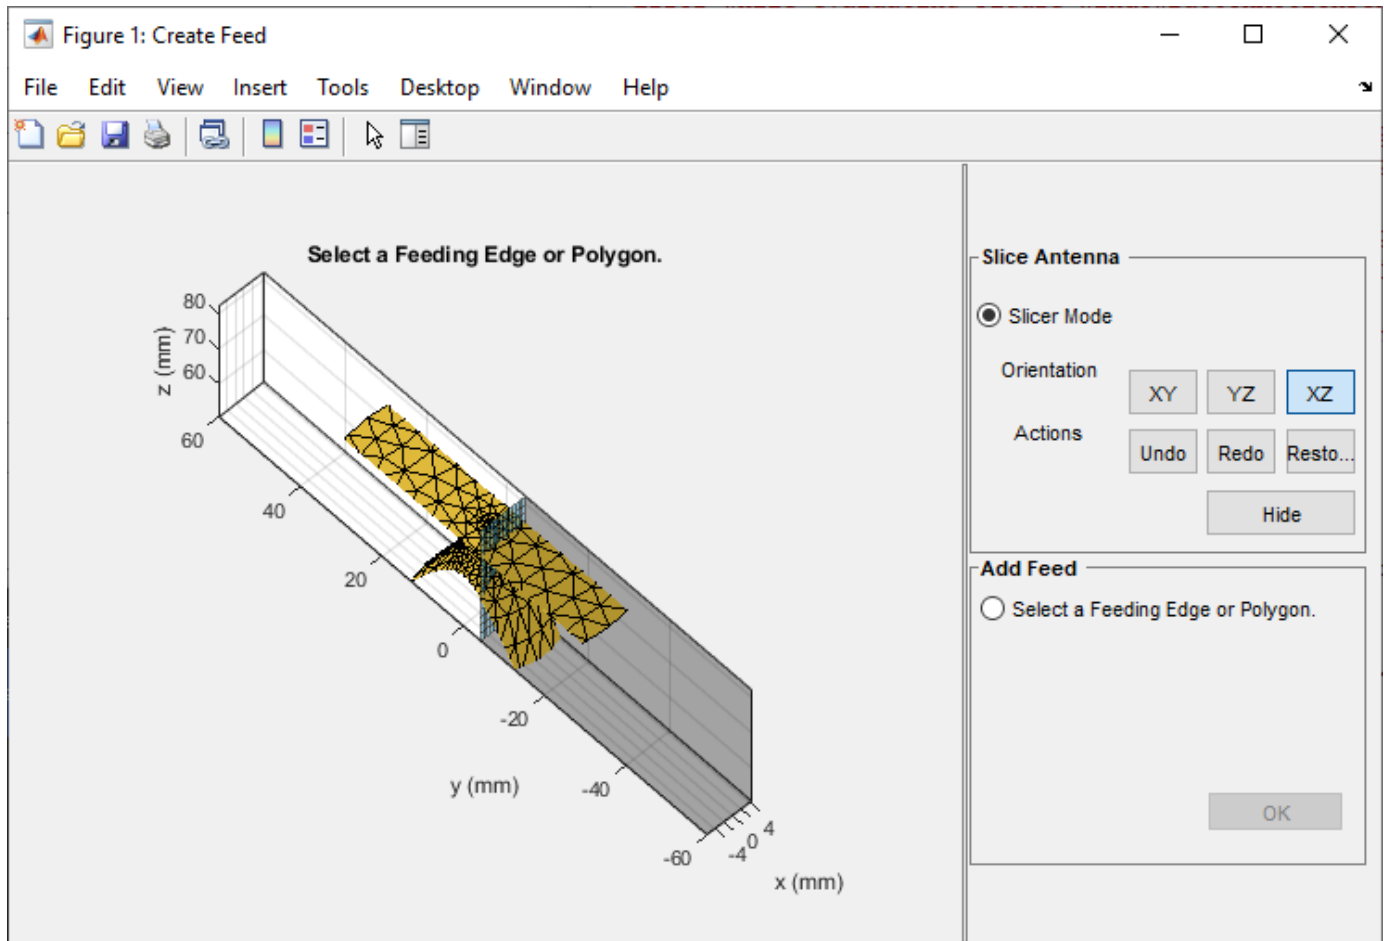 Figure 1: Create Feed
File Edit View Insert Tools Desktop Window Help
Select a Feeding Edge or Polygon.
80
70
60
z (mm)
60
40
20
0
-20
-40
-60
y (mm)
-4 0 4
x (mm)
Slice Antenna
Slicer Mode
Orientation XY YZ XZ
Actions Undo Redo Resto...
Hide
Add Feed
Select a Feeding Edge or Polygon.
OK